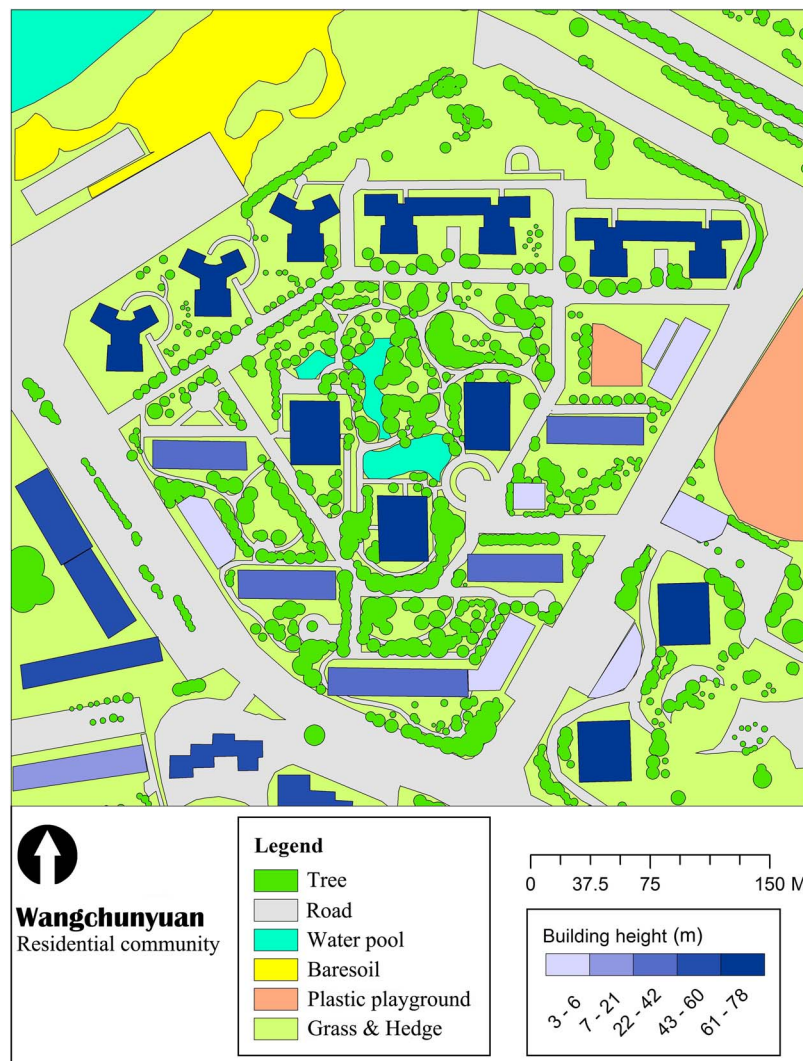 Wangchunyuan
Residential community
Legend
Tree
Road
Water pool
Baresoil
Plastic playground
Grass & Hedge
0 37.5 75 150 M
Building height (m)
3 - 6
7 - 21
22 - 42
43 - 60
61 - 78